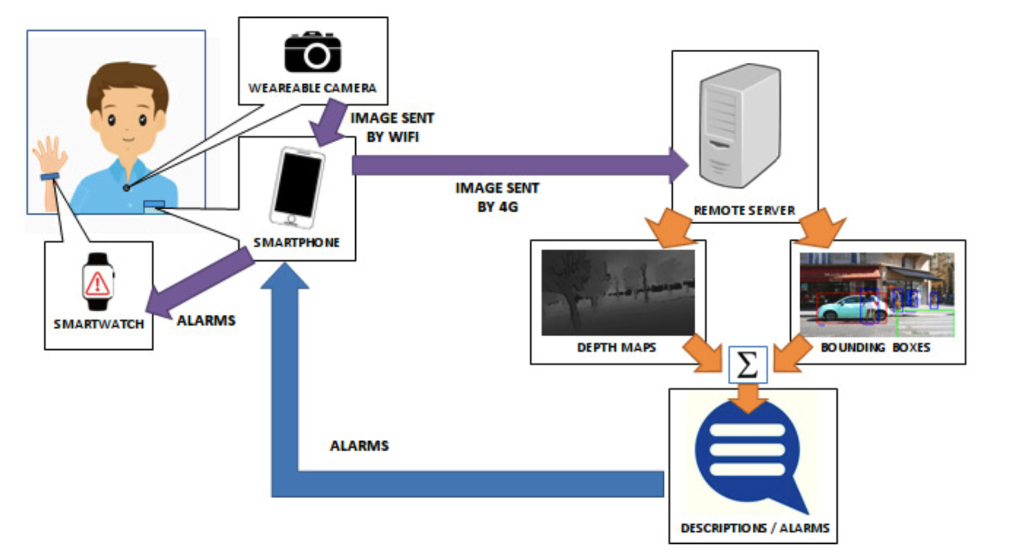 WEAREABLE CAMERA
IMAGE SENT
BY WIFI
IMAGE SENT
BY 4G
REMOTE SERVER
SMARTPHONE
SMARTWATCH
ALARMS
DEPTH MAPS
BOUNDING BOXES
Σ
ALARMS
DESCRIPTIONS / ALARMS